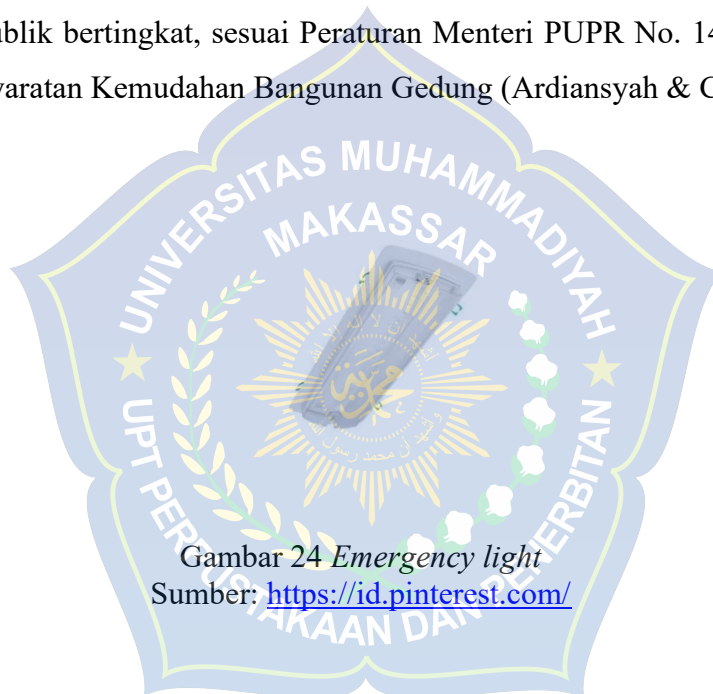 ublik bertingkat, sesuai Peraturan Menteri PUPR No. 14
yaratan Kemudahan Bangunan Gedung (Ardiansyah & C
UNIVERSITAS MUHAMMADIYAH
MAKASSAR
UPT PERPUSTAKAAN DAN PENERBITAN
Gambar 24 Emergency light
Sumber: https://id.pinterest.com/